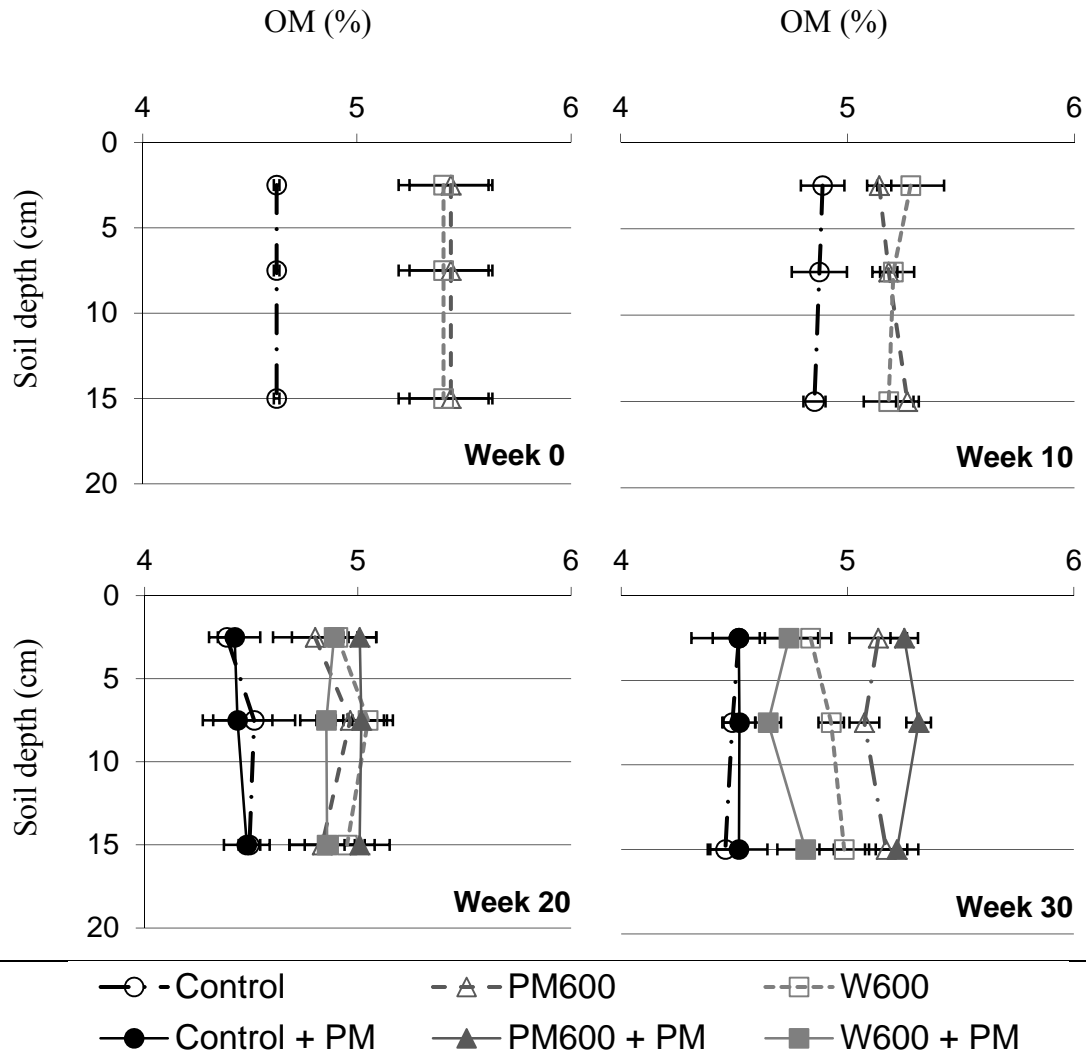 OM (%) OM (%)
4 5 6 4 5 6
0
5
10
15
20
Soil depth (cm)
Week 0 Week 10
4 5 6 4 5 6
0
5
10
15
20
Soil depth (cm)
Week 20 Week 30
Control PM600 W600
Control + PM PM600 + PM W600 + PM